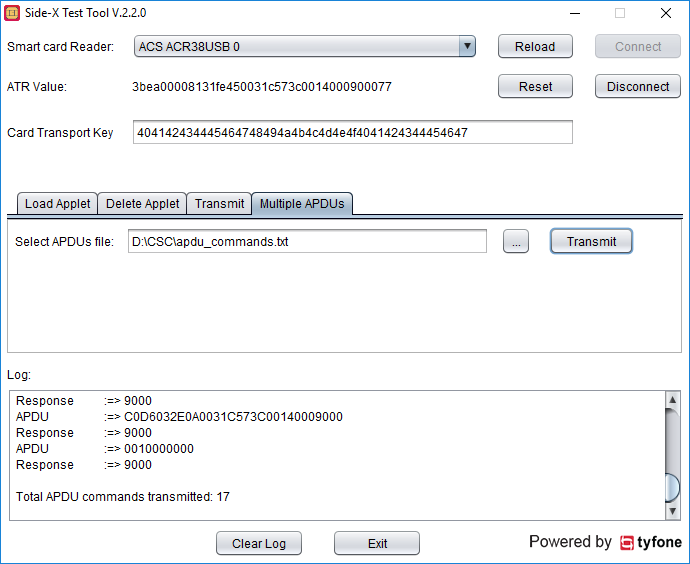 Side-X Test Tool V.2.2.0
Smart card Reader: ACS ACR38USB 0 Reload Connect
ATR Value: 3bea00008131fe450031c573c0014000900077 Reset Disconnect
Card Transport Key 404142434445464748494a4b4c4d4e4f4041424344454647
Load Applet Delete Applet Transmit Multiple APDUs
Select APDUs file: D:\CSC\apdu_commands.txt ... Transmit
Log:
Response :=> 9000
APDU :=> C0D6032E0A0031C573C00140009000
Response :=> 9000
APDU :=> 0010000000
Response :=> 9000
Total APDU commands transmitted: 17
Clear Log Exit Powered by tyfone